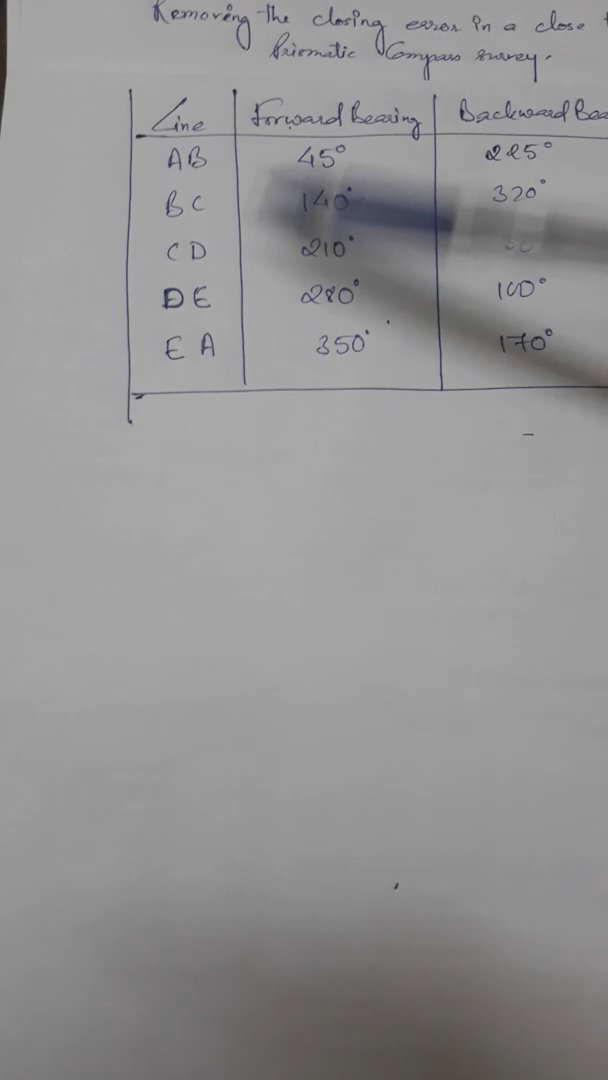 Removing the closing error in a close
Prismatic Compass survey.
Line Forward Bearing Backward Bea
AB 45° 225°
BC 140° 320°
CD 210°
DE 280° 100°
EA 350° 170°